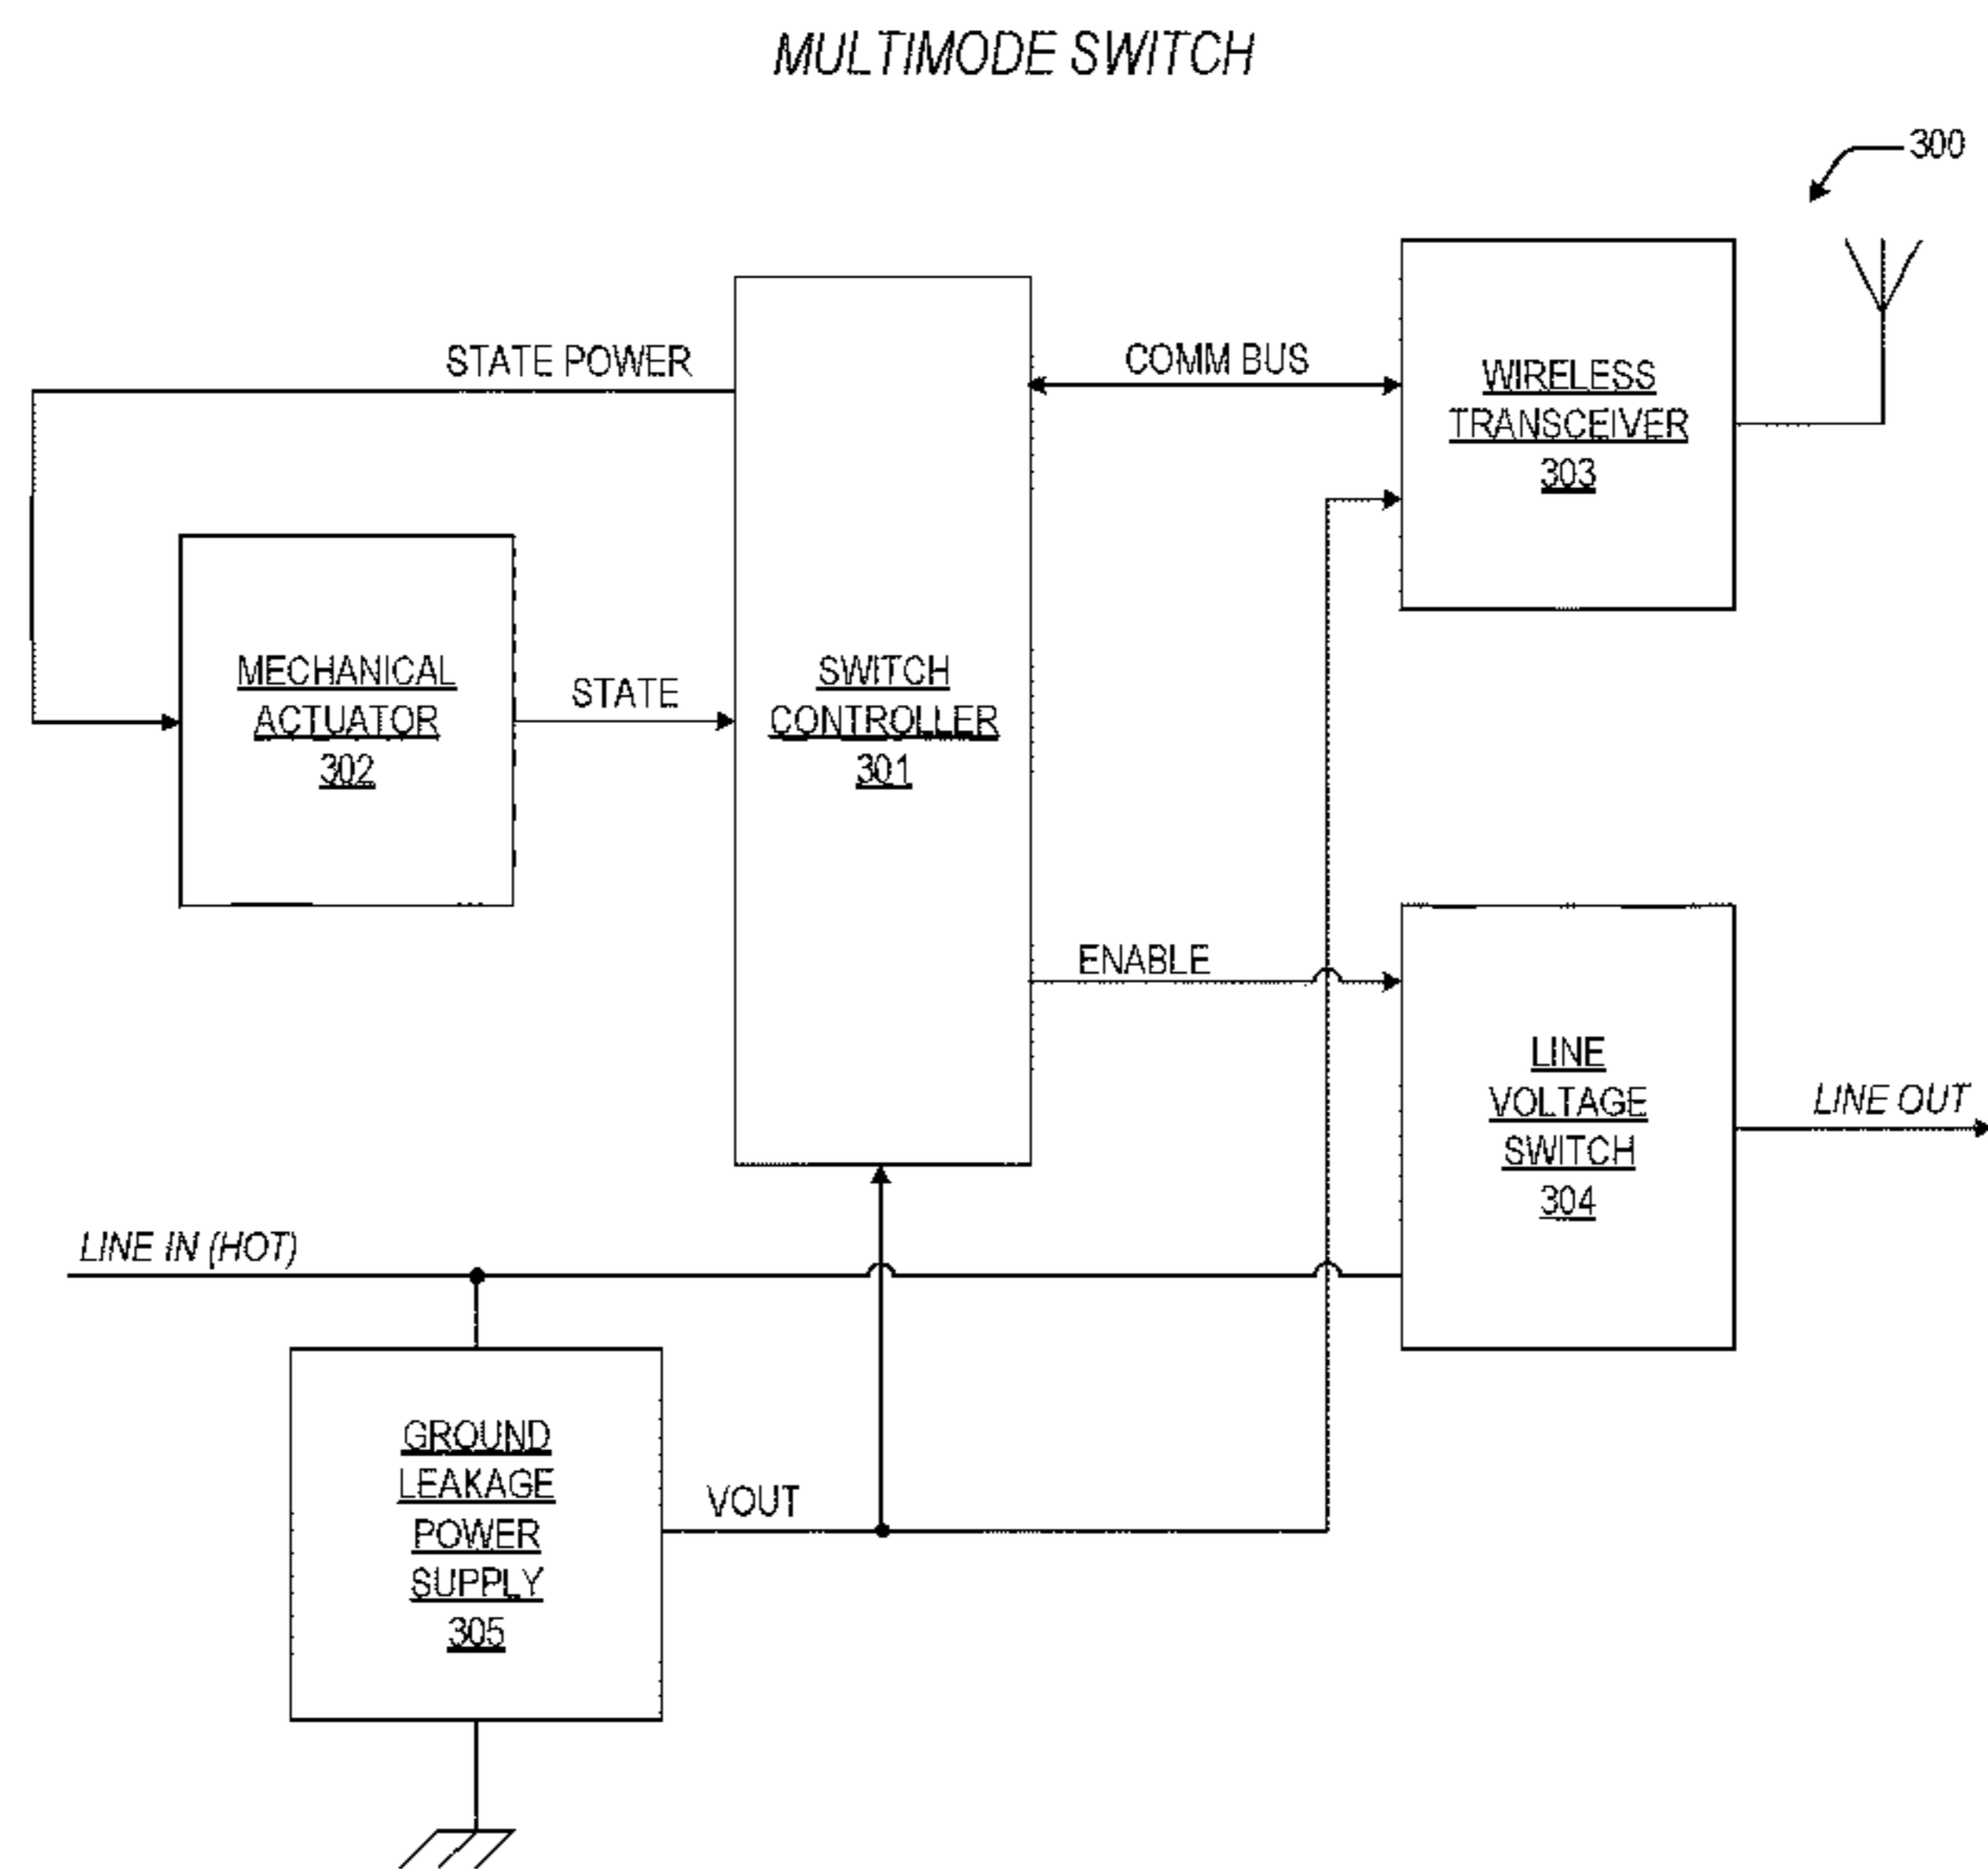 MULTIMODE SWITCH
300
STATE POWER
COMM BUS
WIRELESS
TRANSCEIVER
303
MECHANICAL
ACTUATOR
302
STATE
SWITCH
CONTROLLER
301
ENABLE
LINE
VOLTAGE
SWITCH
304
LINE OUT
LINE IN (HOT)
GROUND
LEAKAGE
POWER
SUPPLY
305
VOUT